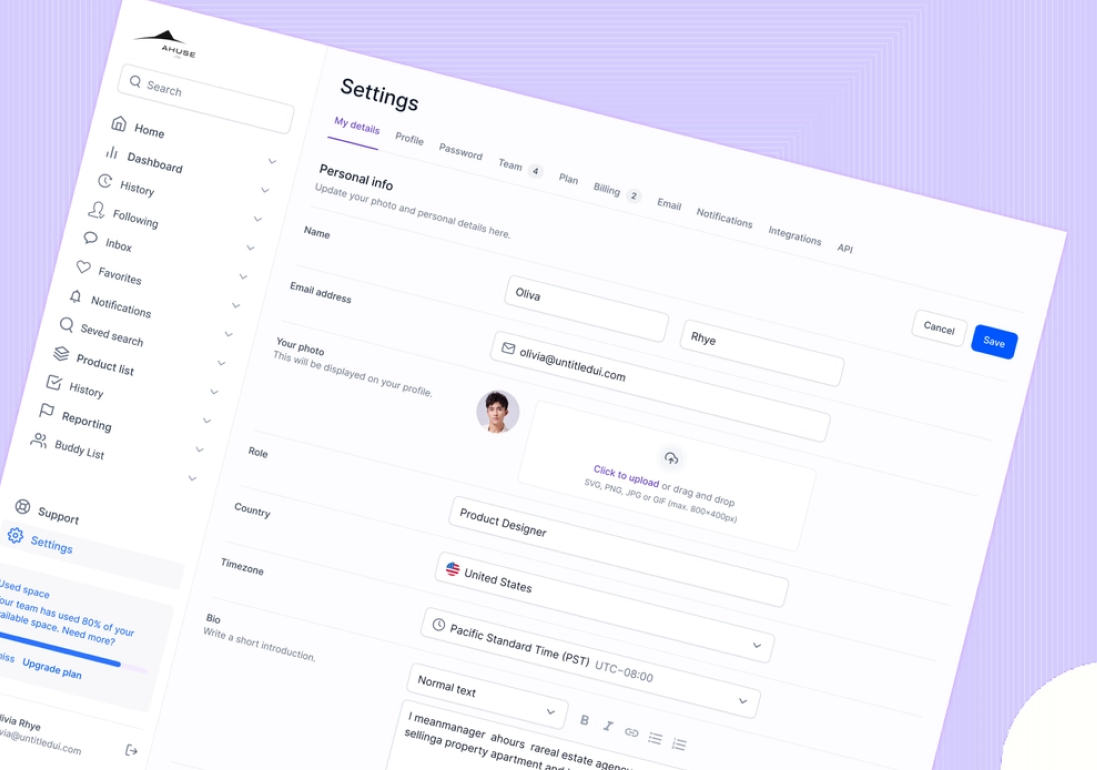 AHUSE
Search
Home
Dashboard
History
Following
Inbox
Favorites
Notifications
Seved search
Product list
History
Reporting
Buddy List
Support
Settings
Used space
our team has used 80% of your
ailable space. Need more?
miss Upgrade plan
livia Rhye
via@untitledui.com
Settings
My details Profile Password Team 4 Plan Billing 2 Email Notifications Integrations API
Personal info
Update your photo and personal details here.
Cancel Save
Name
Oliva Rhye
Email address
olivia@untitledui.com
Your photo
This will be displayed on your profile.
Click to upload or drag and drop
SVG, PNG, JPG or GIF (max. 800×400px)
Role
Product Designer
Country
United States
Timezone
Pacific Standard Time (PST) UTC−08:00
Bio
Write a short introduction.
Normal text
B I
I meanmanager ahours rareal estate agen
sellinga property apartment and